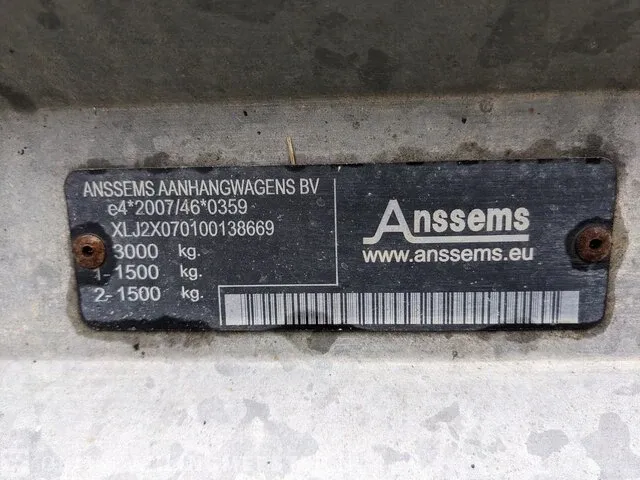 ANSSEMS AANHANGWAGENS BV
e4*2007/46*0359
XLJ2X070100138669
3000 kg.
1-1500 kg.
2-1500 kg.
Anssems
www.anssems.eu